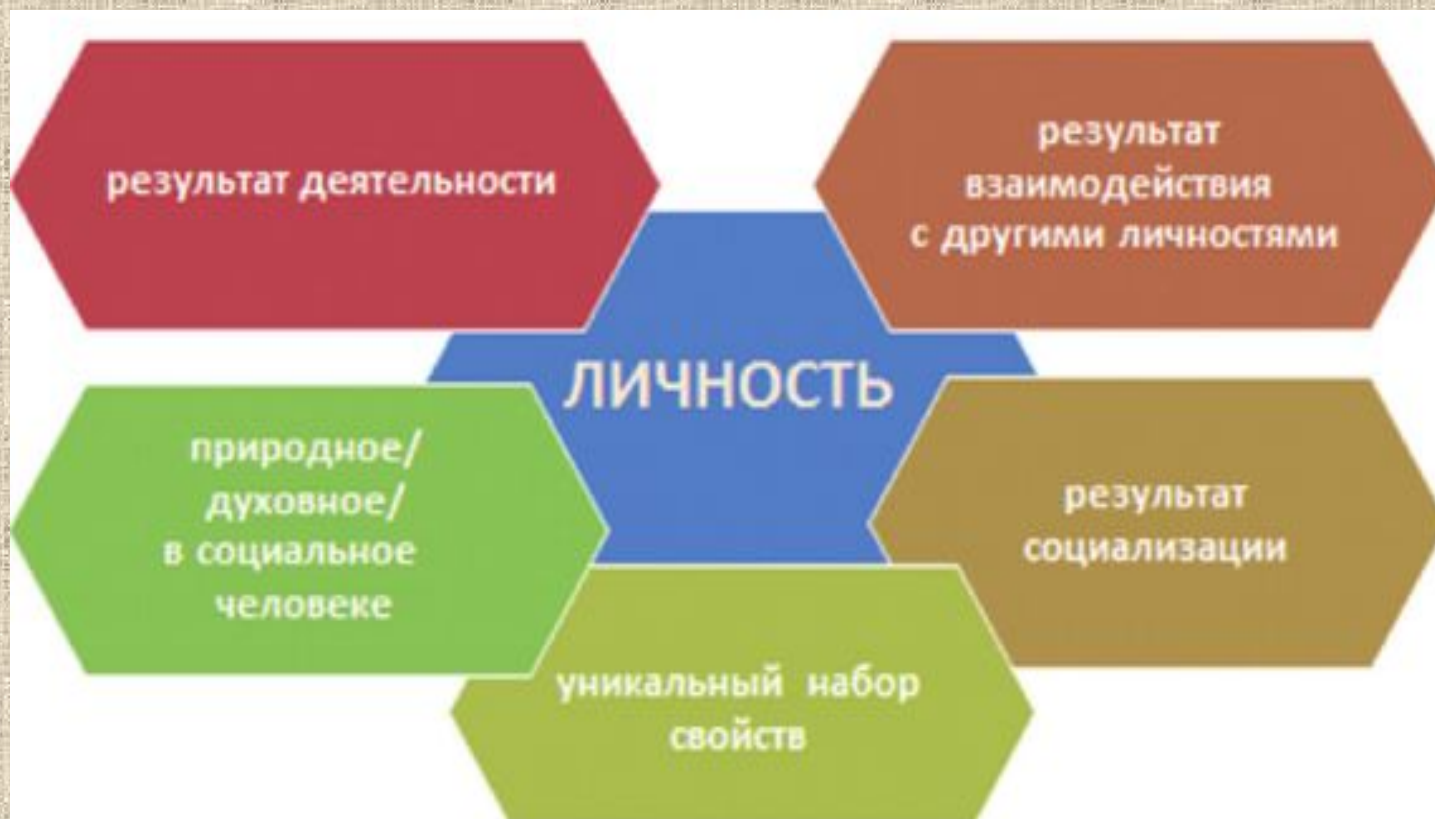 результат деятельности
результат
взаимодействия
с другими личностями
ЛИЧНОСТЬ
природное/
духовное/
в социальное
человеке
результат
социализации
уникальный набор
свойств